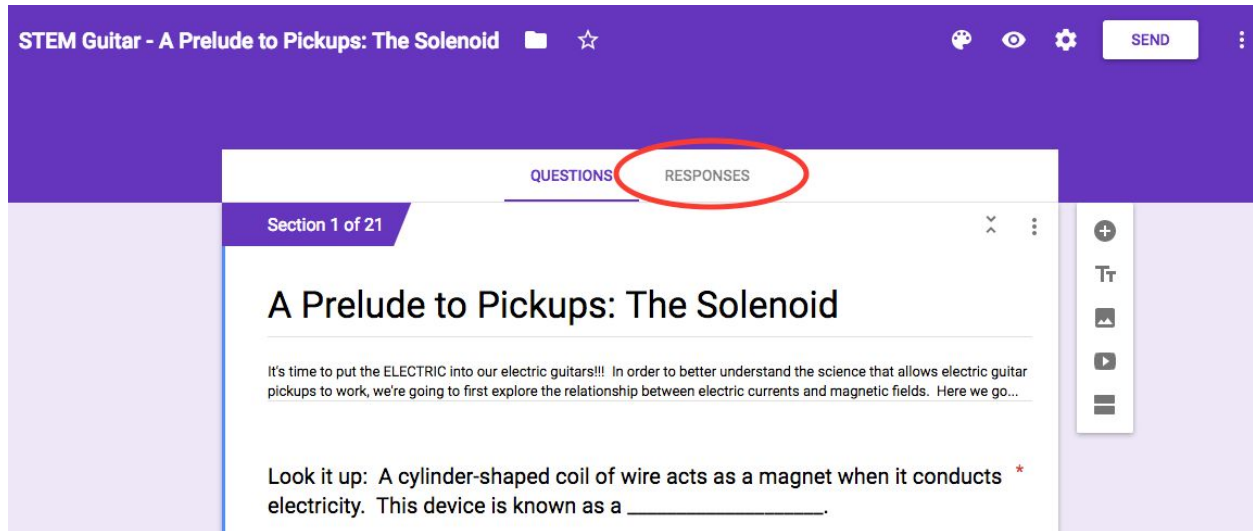 STEM Guitar - A Prelude to Pickups: The Solenoid
SEND
QUESTIONS RESPONSES
Section 1 of 21
Tт
A Prelude to Pickups: The Solenoid
It's time to put the ELECTRIC into our electric guitars!!! In order to better understand the science that allows electric guitar
pickups to work, we're going to first explore the relationship between electric currents and magnetic fields. Here we go...
Look it up: A cylinder-shaped coil of wire acts as a magnet when it conducts *
electricity. This device is known as a ___________________.